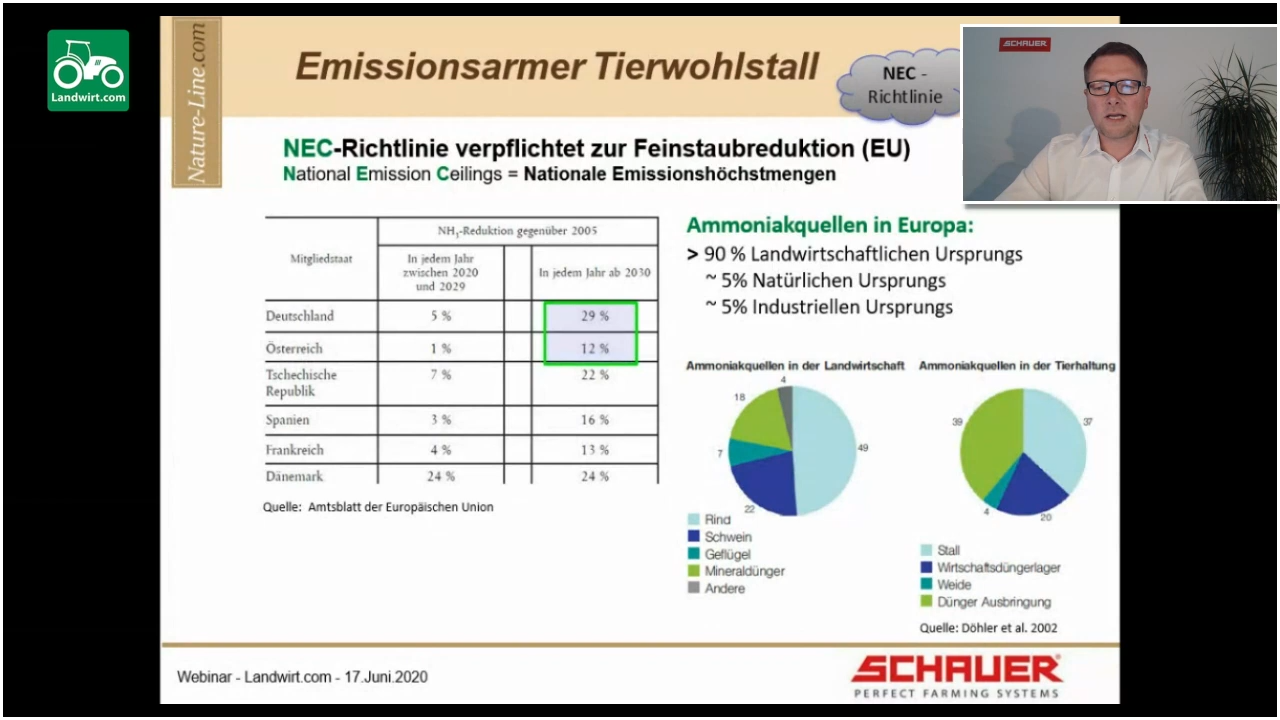 Landwirt.com
Nature-Line.com
Emissionsarmer Tierwohlstall
NEC -
Richtlinie
SCHAUER
NEC-Richtlinie verpflichtet zur Feinstaubreduktion (EU)
National Emission Ceilings = Nationale Emissionshöchstmengen
Mitgliedstaat
NH3-Reduktion gegenüber 2005
In jedem Jahr
zwischen 2020
und 2029
In jedem Jahr ab 2030
Deutschland 5 % 29 %
Österreich 1 % 12 %
Tschechische
Republik 7 % 22 %
Spanien 3 % 16 %
Frankreich 4 % 13 %
Dänemark 24 % 24 %
Quelle: Amtsblatt der Europäischen Union
Ammoniakquellen in Europa:
> 90 % Landwirtschaftlichen Ursprungs
~ 5% Natürlichen Ursprungs
~ 5% Industriellen Ursprungs
Ammoniakquellen in der Landwirtschaft
4
18
7
49
22
Rind
Schwein
Geflügel
Mineraldünger
Andere
Ammoniakquellen in der Tierhaltung
39
37
4
20
Stall
Wirtschaftsdüngerlager
Weide
Dünger Ausbringung
Quelle: Döhler et al. 2002
Webinar - Landwirt.com - 17.Juni.2020
SCHAUER
PERFECT FARMING SYSTEMS